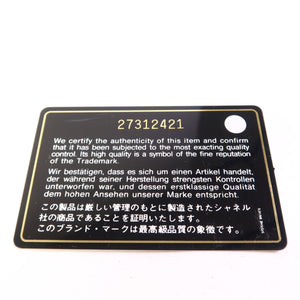 27312421
We certify the authenticity of this item and confirm
that it has been subjected to the most exacting quality
control. Its high quality is a symbol of the fine reputation
of the Trademark.
Wir bestätigen, dass es sich um einen Artikel handelt,
der während seiner Herstellung strengsten Kontrollen
unterworfen war, und dessen erstklassige Qualität
dem hohen Ansehen unserer Marke entspricht.
この製品は厳しい管理のもとに製造されたシャネル
社の商品であることを証明いたします。
このブランド・マークは最高級品質の象徴です。